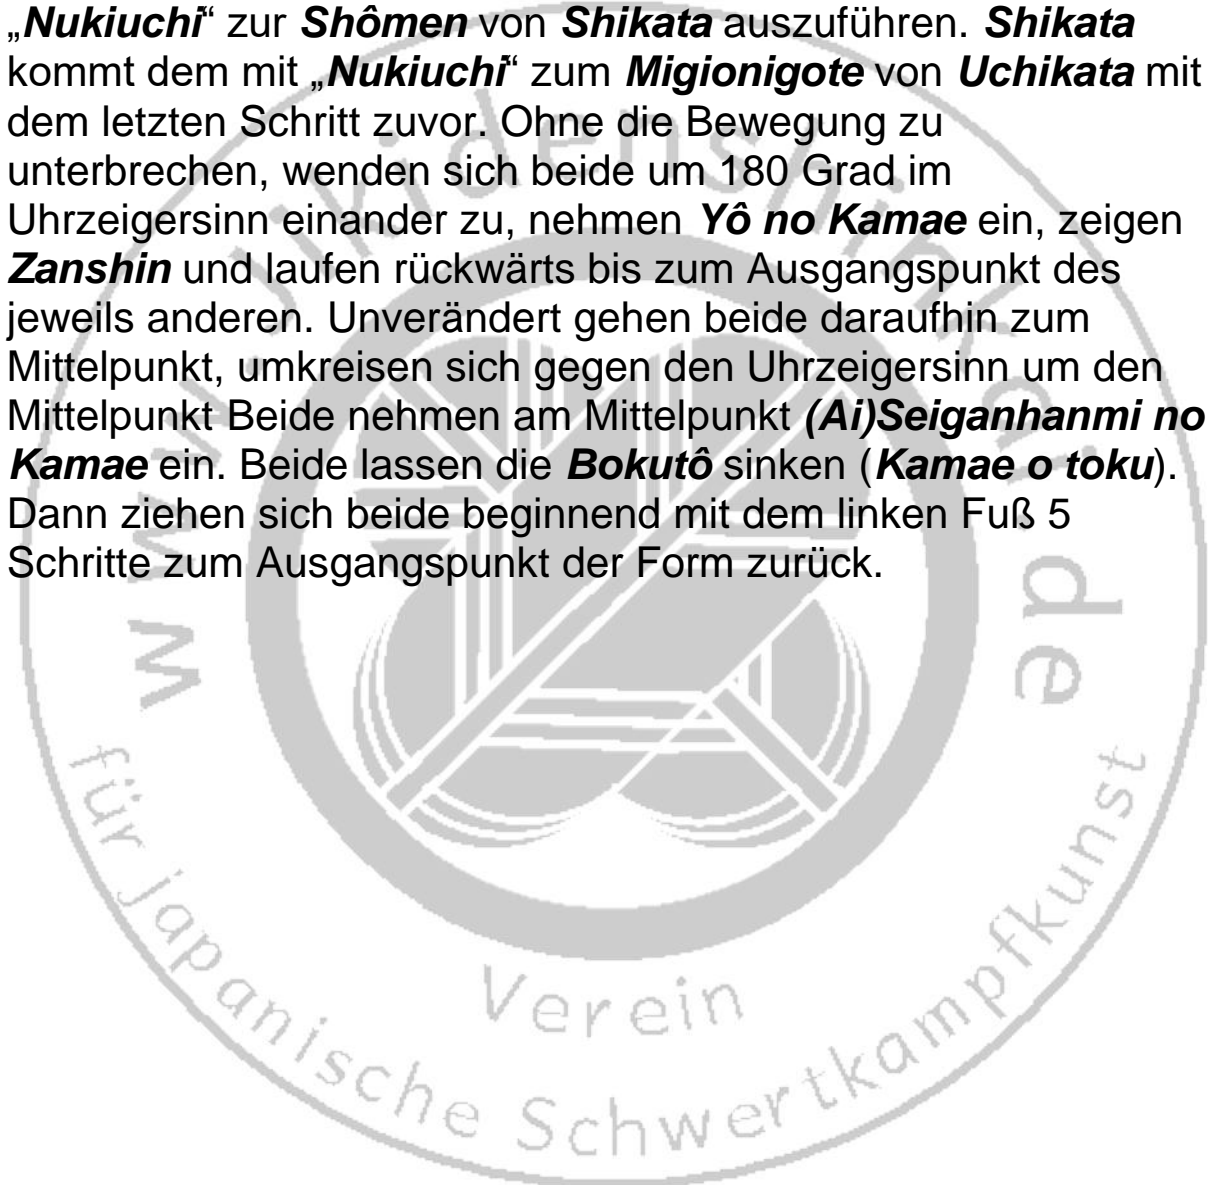 „Nukiuchi“ zur Shômen von Shikata auszuführen. Shikata
kommt dem mit „Nukiuchi“ zum Migionigote von Uchikata mit
dem letzten Schritt zuvor. Ohne die Bewegung zu
unterbrechen, wenden sich beide um 180 Grad im
Uhrzeigersinn einander zu, nehmen Yô no Kamae ein, zeigen
Zanshin und laufen rückwärts bis zum Ausgangspunkt des
jeweils anderen. Unverändert gehen beide daraufhin zum
Mittelpunkt, umkreisen sich gegen den Uhrzeigersinn um den
Mittelpunkt Beide nehmen am Mittelpunkt (Ai)Seiganhanmi no
Kamae ein. Beide lassen die Bokutô sinken (Kamae o toku).
Dann ziehen sich beide beginnend mit dem linken Fuß 5
Schritte zum Ausgangspunkt der Form zurück.
www.jikidenshinkai.de
Verein
für japanische Schwertkampfkunst